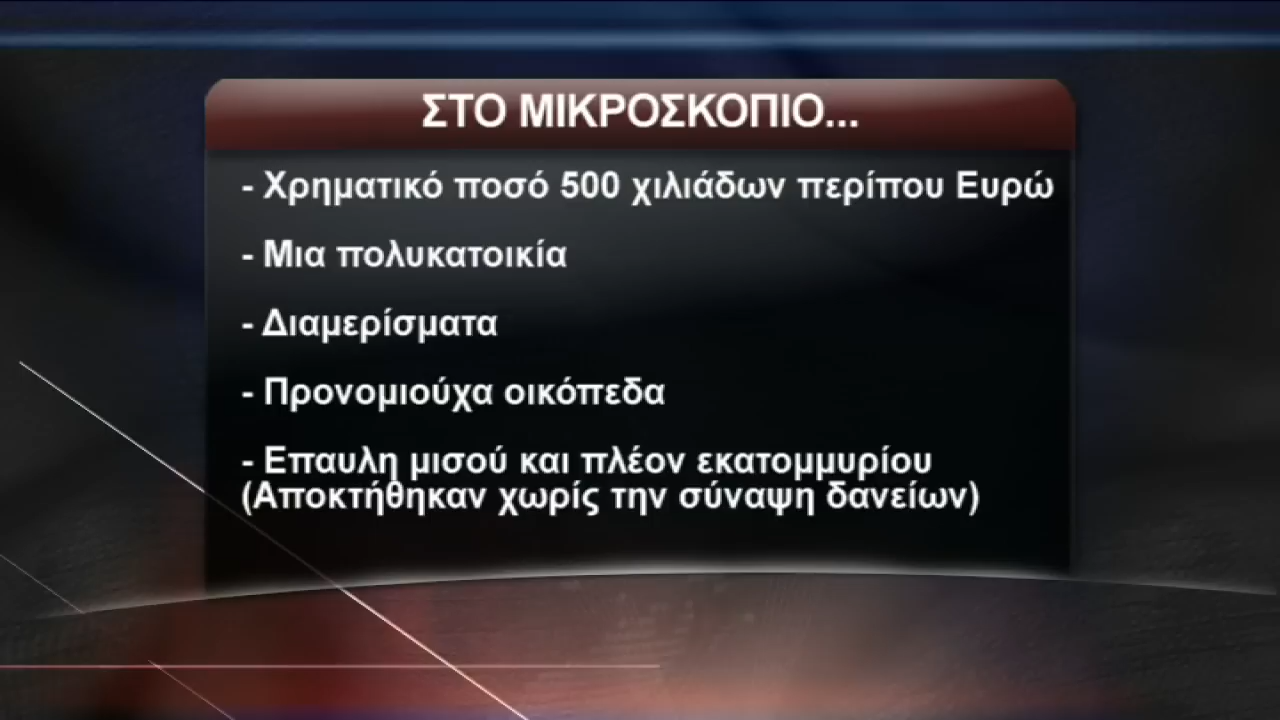 ΣΤΟ ΜΙΚΡΟΣΚΟΠΙΟ...
- Χρηματικό ποσό 500 χιλιάδων περίπου Ευρώ
- Μια πολυκατοικία
- Διαμερίσματα
- Προνομιούχα οικόπεδα
- Επαυλη μισού και πλέον εκατομμυρίου
(Αποκτήθηκαν χωρίς την σύναψη δανείων)